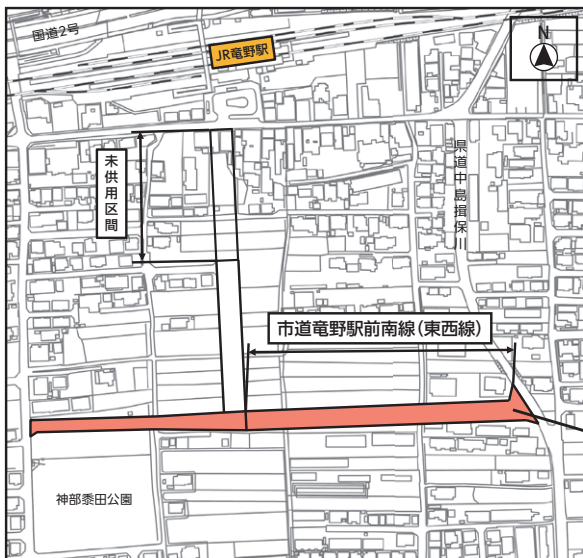 国道2号
JR竜野駅
N
未供用区間
県道中島揖保川
市道竜野駅前南線(東西線)
神部黍田公園